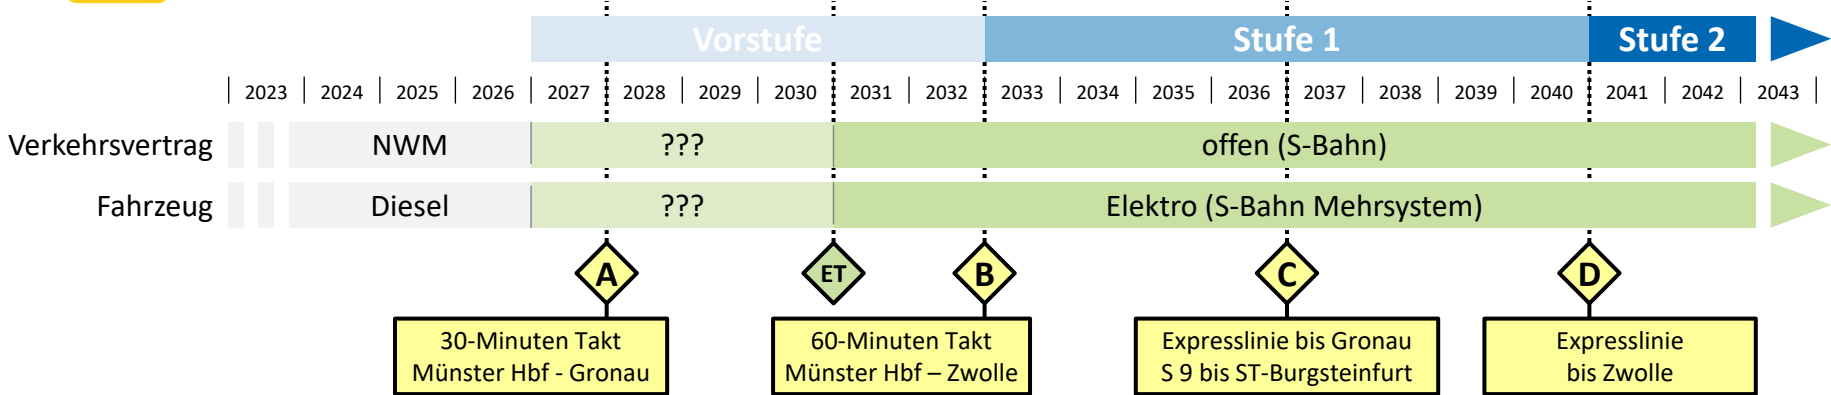 Vorstufe Stufe 1 Stufe 2
2023 2024 2025 2026 2027 2028 2029 2030 2031 2032 2033 2034 2035 2036 2037 2038 2039 2040 2041 2042 2043
Verkehrsvertrag NWM ??? offen (S-Bahn)
Fahrzeug Diesel ??? Elektro (S-Bahn Mehrsystem)
A ET B C D
30-Minuten Takt
Münster Hbf - Gronau
60-Minuten Takt
Münster Hbf – Zwolle
Expresslinie bis Gronau
S 9 bis ST-Burgsteinfurt
Expresslinie
bis Zwolle